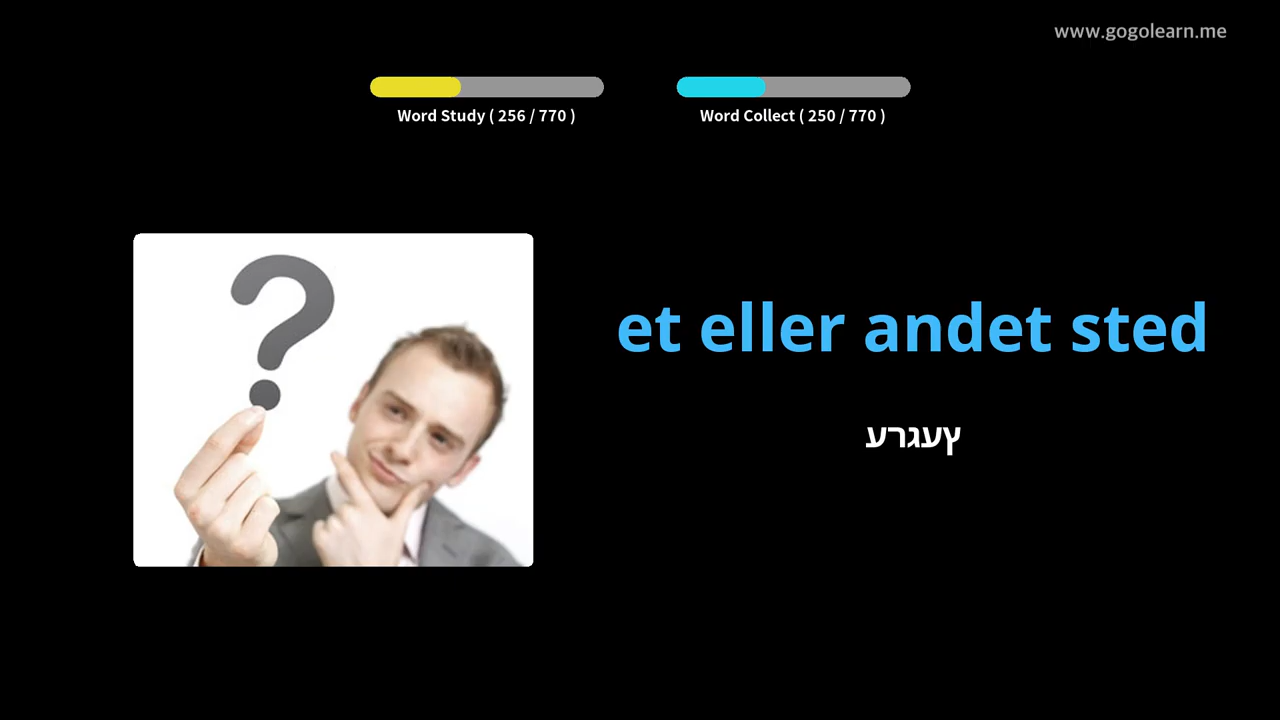 www.gogolearn.me
Word Study ( 256 / 770 )
Word Collect ( 250 / 770 )
et eller andet sted
ץעגרע